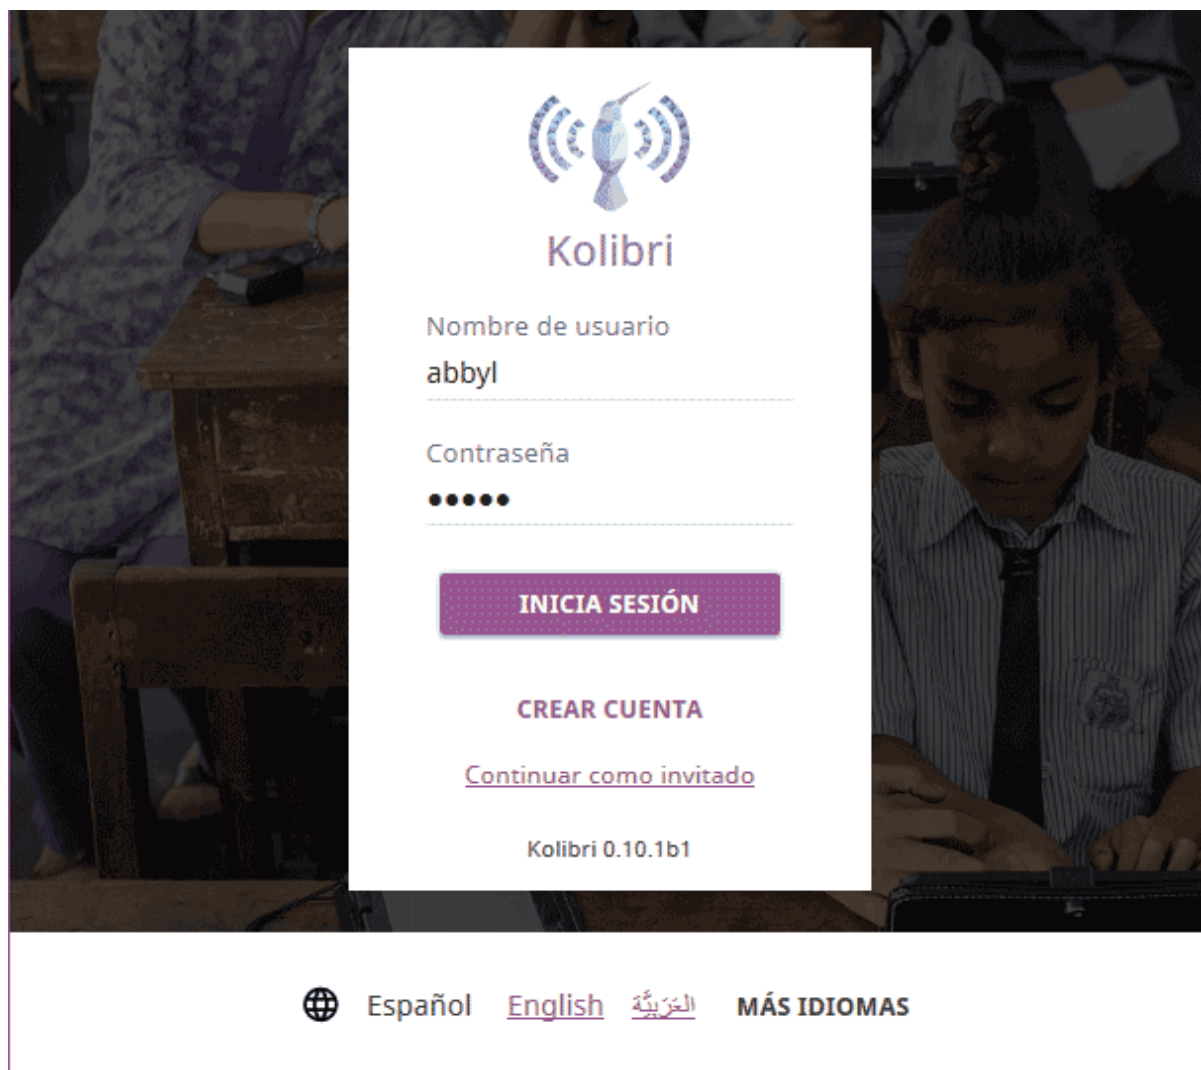 Kolibri
Nombre de usuario
abbyl
Contraseña
•••••
INICIA SESIÓN
CREAR CUENTA
Continuar como invitado
Kolibri 0.10.1b1
Español English العَرَبِيَّة MÁS IDIOMAS